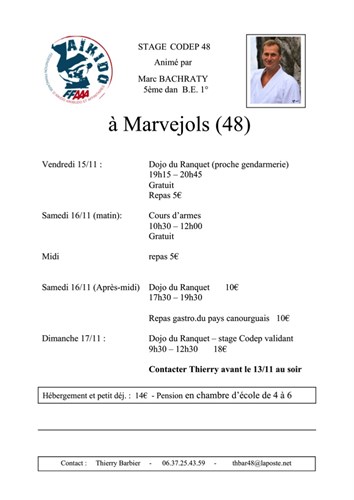 AÏKIDO
FFAAA
STAGE CODEP 48
Animé par
Marc BACHRATY
5ème dan B.E. 1°
à Marvejols (48)
Vendredi 15/11 : Dojo du Ranquet (proche gendarmerie)
19h15 – 20h45
Gratuit
Repas 5€
Samedi 16/11 (matin): Cours d'armes
10h30 – 12h00
Gratuit
Midi repas 5€
Samedi 16/11 (Après-midi) Dojo du Ranquet 10€
17h30 – 19h30
Repas gastro.du pays canourguais 10€
Dimanche 17/11 : Dojo du Ranquet – stage Codep validant
9h30 – 12h30 18€
Contacter Thierry avant le 13/11 au soir
Hébergement et petit déj. : 14€ - Pension en chambre d'école de 4 à 6
Contact : Thierry Barbier - 06.37.25.43.59 - thbar48@laposte.net